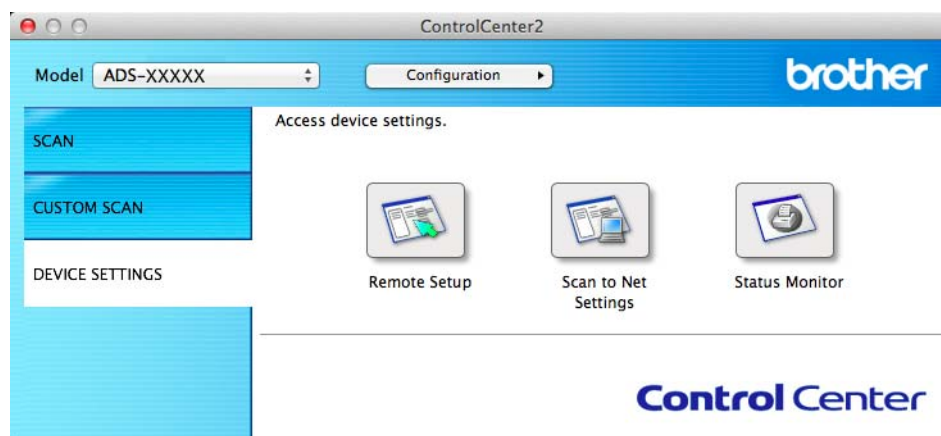 ControlCenter2
Model ADS-XXXXX Configuration brother
SCAN
CUSTOM SCAN
DEVICE SETTINGS
Access device settings.
Remote Setup
Scan to Net
Settings
Status Monitor
Control Center